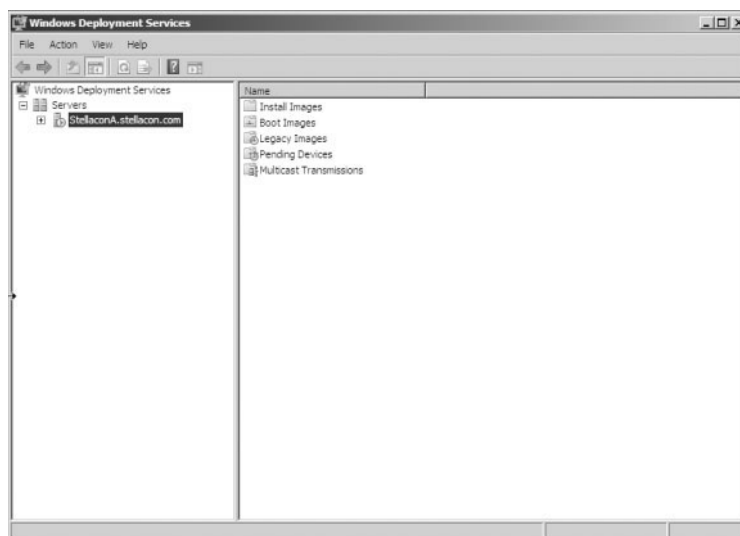 Windows Deployment Services
File Action View Help
Windows Deployment Services
Servers
StellaconA.stellacon.com
Name
Install Images
Boot Images
Legacy Images
Pending Devices
Multicast Transmissions